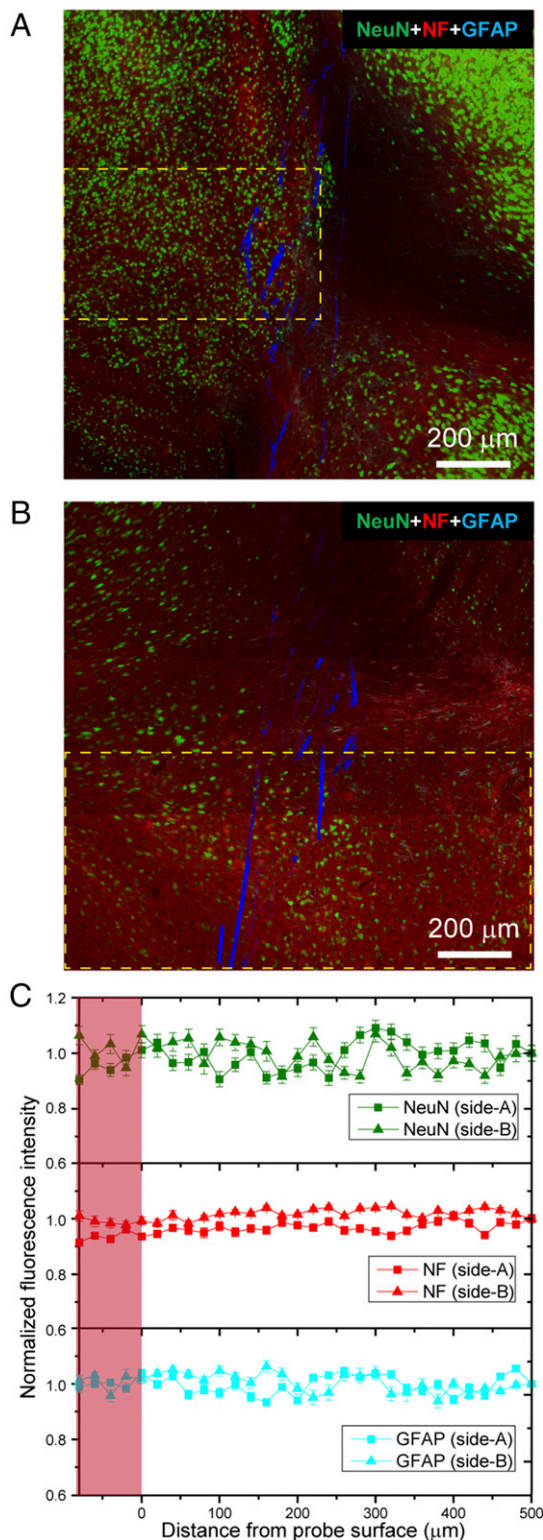 A
NeuN+NF+GFAP
200 μm
B
NeuN+NF+GFAP
200 μm
C
Normalized fluorescence intensity
1.2
1.0
0.8
0.6
NeuN (side-A)
NeuN (side-B)
1.0
0.8
0.6
NF (side-A)
NF (side-B)
1.0
0.8
0.6
GFAP (side-A)
GFAP (side-B)
0 100 200 300 400 500
Distance from probe surface (μm)